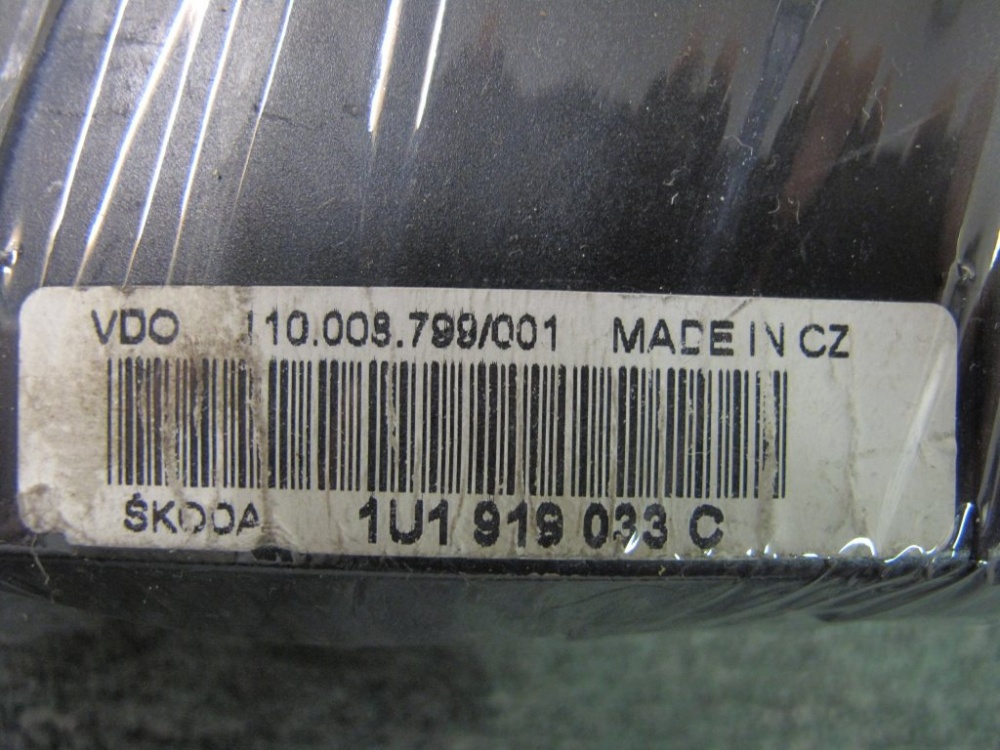 VDO 110.008.799/001 MADE IN CZ
ŠKODA 1U1 919 033 C